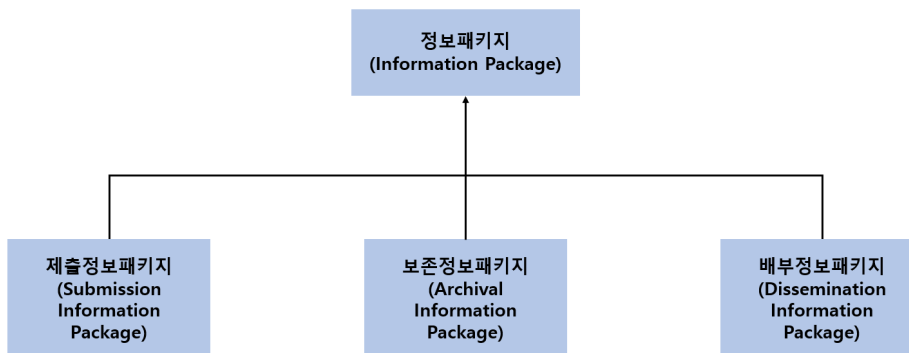 정보패키지
(Information Package)
제출정보패키지
(Submission
Information
Package)
보존정보패키지
(Archival
Information
Package)
배부정보패키지
(Dissemination
Information
Package)